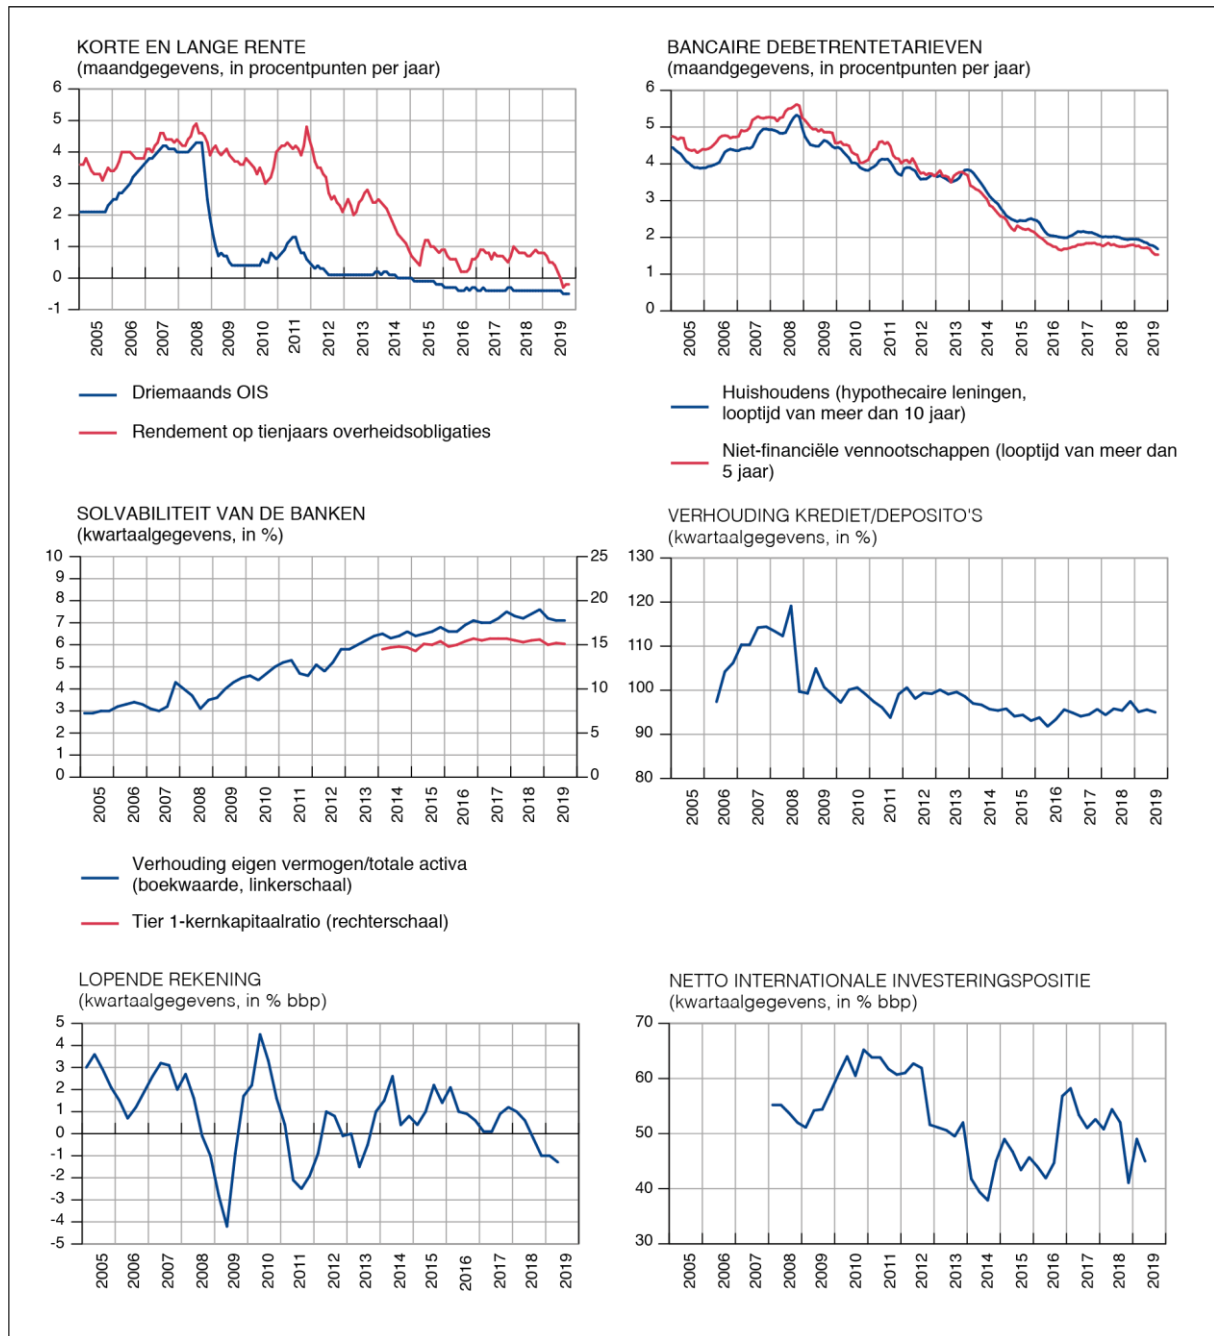 KORTE EN LANGE RENTE
(maandgegevens, in procentpunten per jaar)
6
5
4
3
2
1
0
-1
2005 2006 2007 2008 2009 2010 2011 2012 2013 2014 2015 2016 2017 2018 2019
Driemaands OIS
Rendement op tienjaars overheidsobligaties
BANCAIRE DEBETRENTETARIEVEN
(maandgegevens, in procentpunten per jaar)
6
5
4
3
2
1
0
2005 2006 2007 2008 2009 2010 2011 2012 2013 2014 2015 2016 2017 2018 2019
Huishoudens (hypothecaire leningen,
looptijd van meer dan 10 jaar)
Niet-financiële vennootschappen (looptijd van meer dan
5 jaar)
SOLVABILITEIT VAN DE BANKEN
(kwartaalgegevens, in %)
10
9
8
7
6
5
4
3
2
1
0
25
20
15
10
5
0
2005 2006 2007 2008 2009 2010 2011 2012 2013 2014 2015 2016 2017 2018 2019
Verhouding eigen vermogen/totale activa
(boekwaarde, linkerschaal)
Tier 1-kernkapitaalratio (rechterschaal)
VERHOUDING KREDIET/DEPOSITO'S
(kwartaalgegevens, in %)
130
120
110
100
90
80
2005 2006 2007 2008 2009 2010 2011 2012 2013 2014 2015 2016 2017 2018 2019
LOPENDE REKENING
(kwartaalgegevens, in % bbp)
5
4
3
2
1
0
-1
-2
-3
-4
-5
2005 2006 2007 2008 2009 2010 2011 2012 2013 2014 2015 2016 2017 2018 2019
NETTO INTERNATIONALE INVESTERINGSPOSITIE
(kwartaalgegevens, in % bbp)
70
60
50
40
30
2005 2006 2007 2008 2009 2010 2011 2012 2013 2014 2015 2016 2017 2018 2019